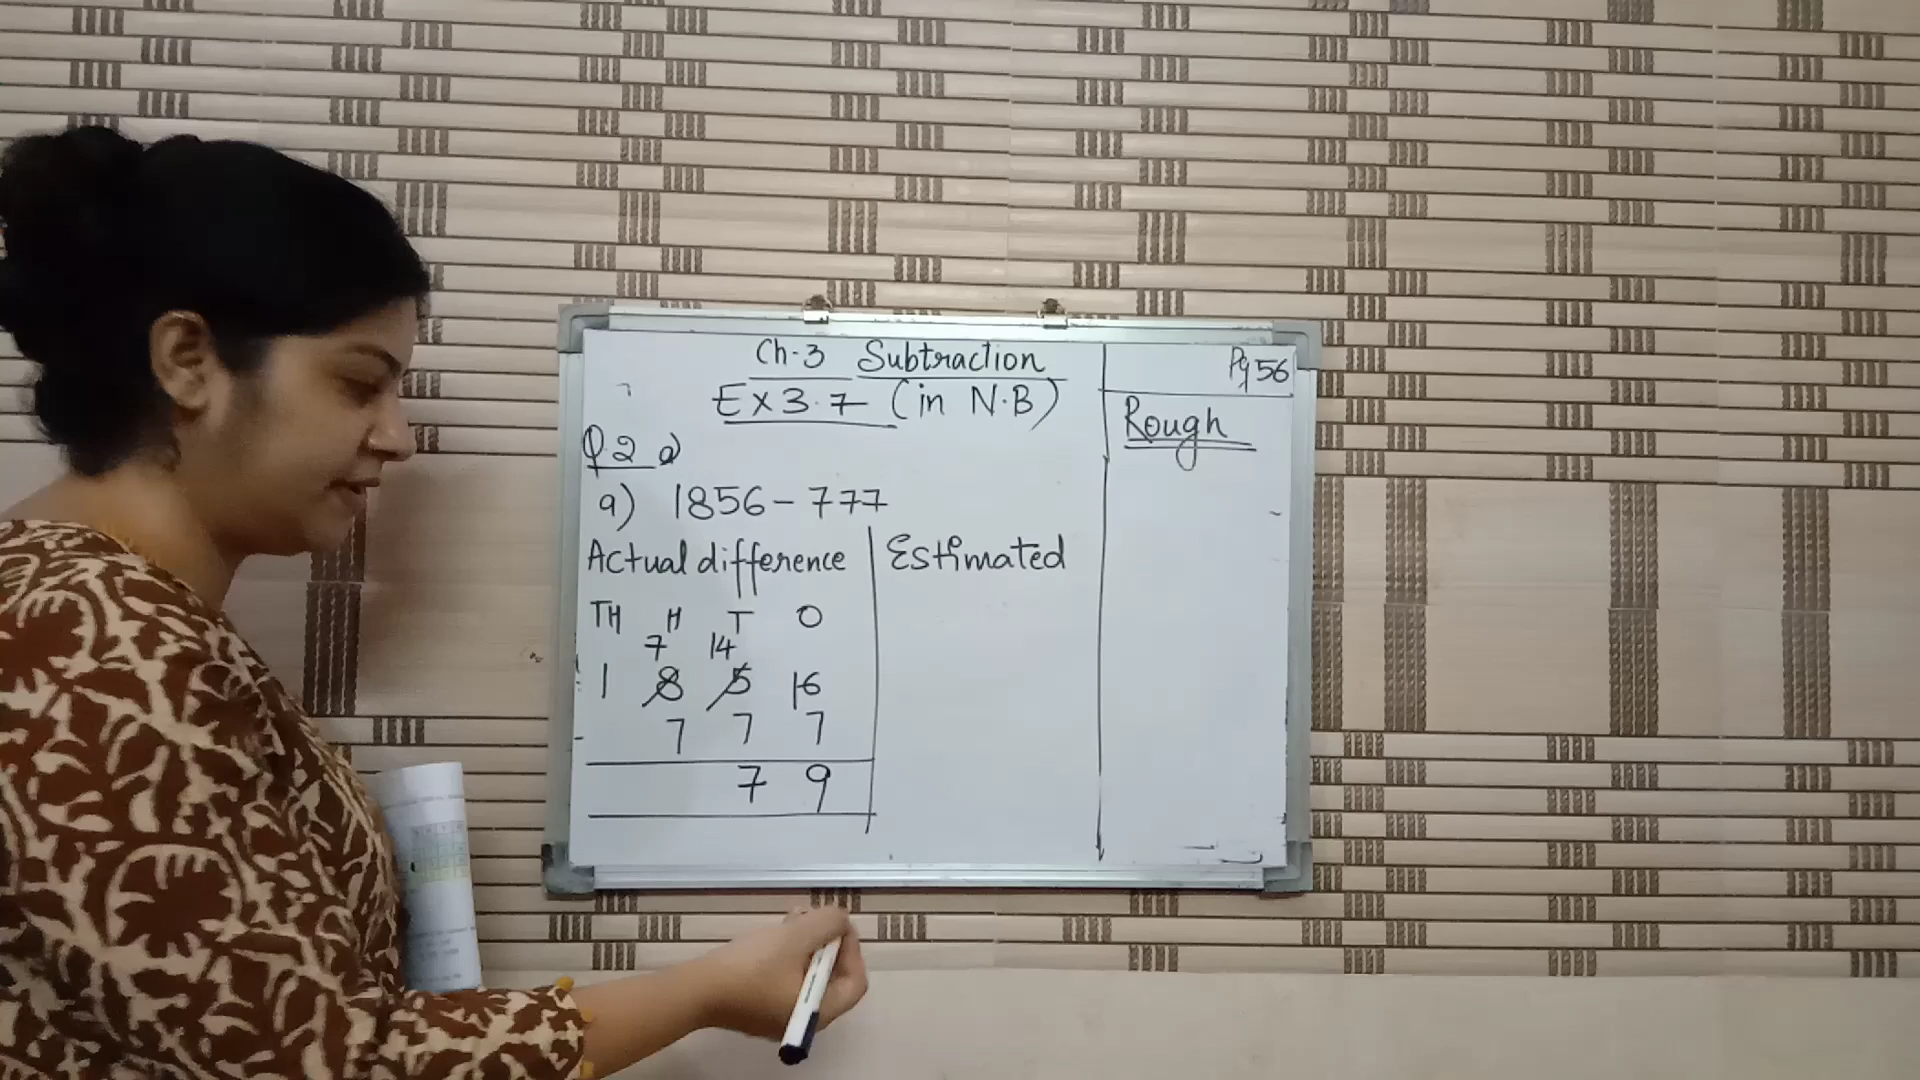 Ch.3 Subtraction
Ex 3.7 (in N.B)
Pg 56
Rough
Q.2 a)
a) 1856 - 777
Actual difference
Estimated
TH H T O
7 14
1 8 5 16
- 7 7 7
7 9